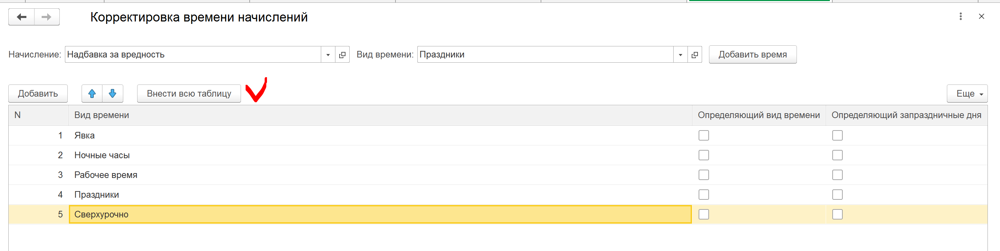 Корректировка времени начислений
Начисление: Надбавка за вредность Вид времени: Праздники Добавить время
Добавить Внести всю таблицу Еще
N Вид времени Определяющий вид времени Определяющий запраздничные дня
1 Явка
2 Ночные часы
3 Рабочее время
4 Праздники
5 Сверхурочно